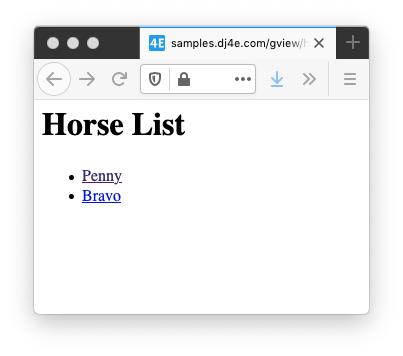 4E samples.dj4e.com/gview/h
Horse List
Penny
Bravo